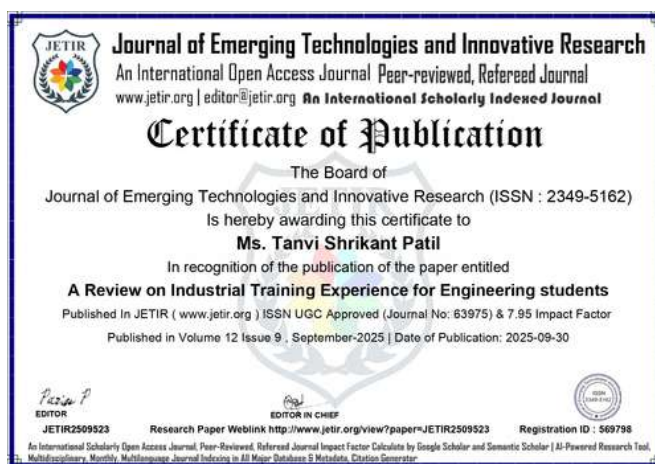 JETIR
Journal of Emerging Technologies and Innovative Research
An International Open Access Journal Peer-reviewed, Refereed Journal
www.jetir.org | editor@jetir.org An International Scholarly Indexed Journal
Certificate of Publication
The Board of
Journal of Emerging Technologies and Innovative Research (ISSN : 2349-5162)
Is hereby awarding this certificate to
Ms. Tanvi Shrikant Patil
In recognition of the publication of the paper entitled
A Review on Industrial Training Experience for Engineering students
Published In JETIR ( www.jetir.org ) ISSN UGC Approved (Journal No: 63975) & 7.95 Impact Factor
Published in Volume 12 Issue 9 , September-2025 | Date of Publication: 2025-09-30
EDITOR
EDITOR IN CHIEF
ISSN
2349-5162
JETIR2509523
Research Paper Weblink http://www.jetir.org/view?paper=JETIR2509523
Registration ID : 569798
An International Scholarly Open Access Journal, Peer-Reviewed, Refereed Journal Impact Factor Calculate by Google Scholar and Semantic Scholar | AI-Powered Research Tool,
Multidisciplinary, Monthly, Multilanguage Journal Indexing in All Major Database & Metadata, Citation Generator